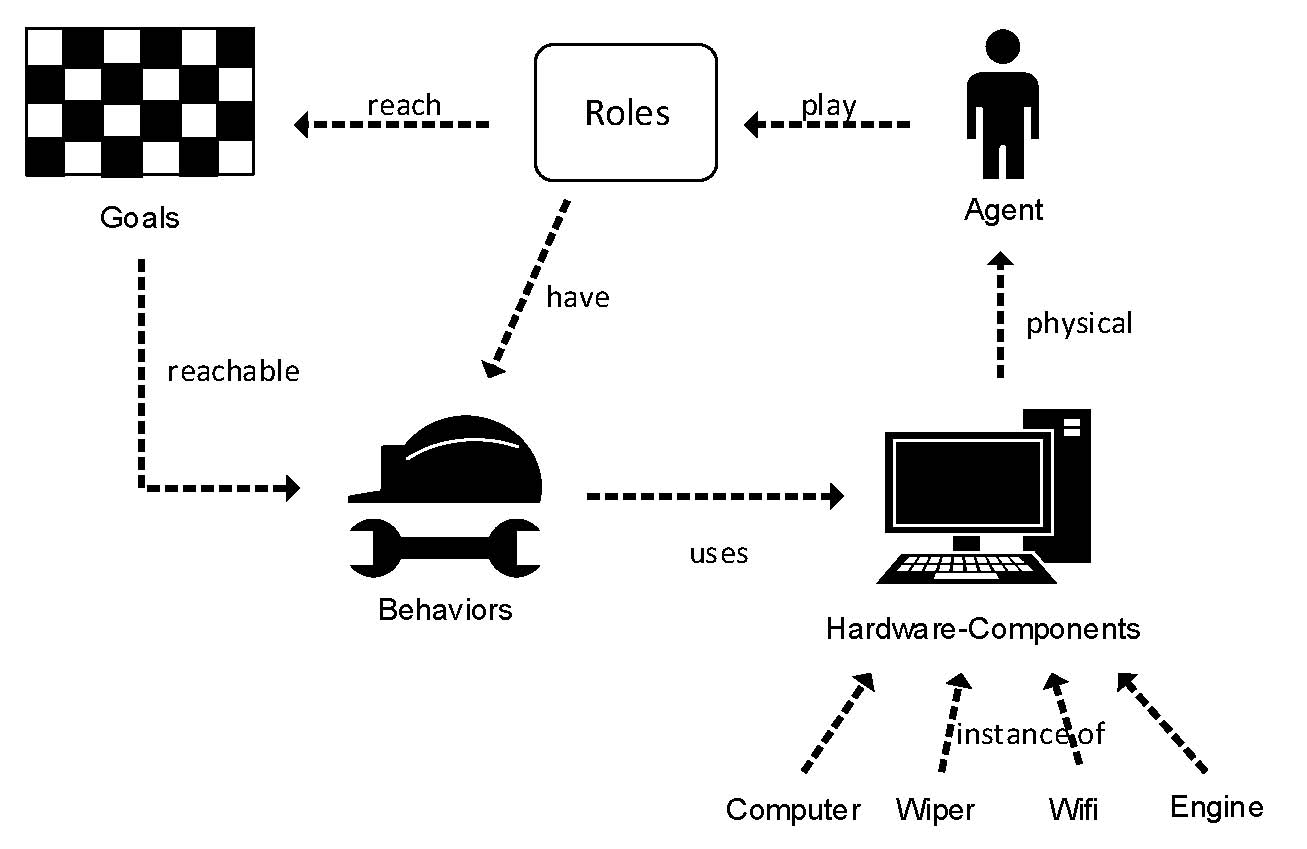 reach
Roles
play
Goals
Agent
have
physical
reachable
uses
Behaviors
Hardware-Components
instance of
Computer
Wiper
Wifi
Engine